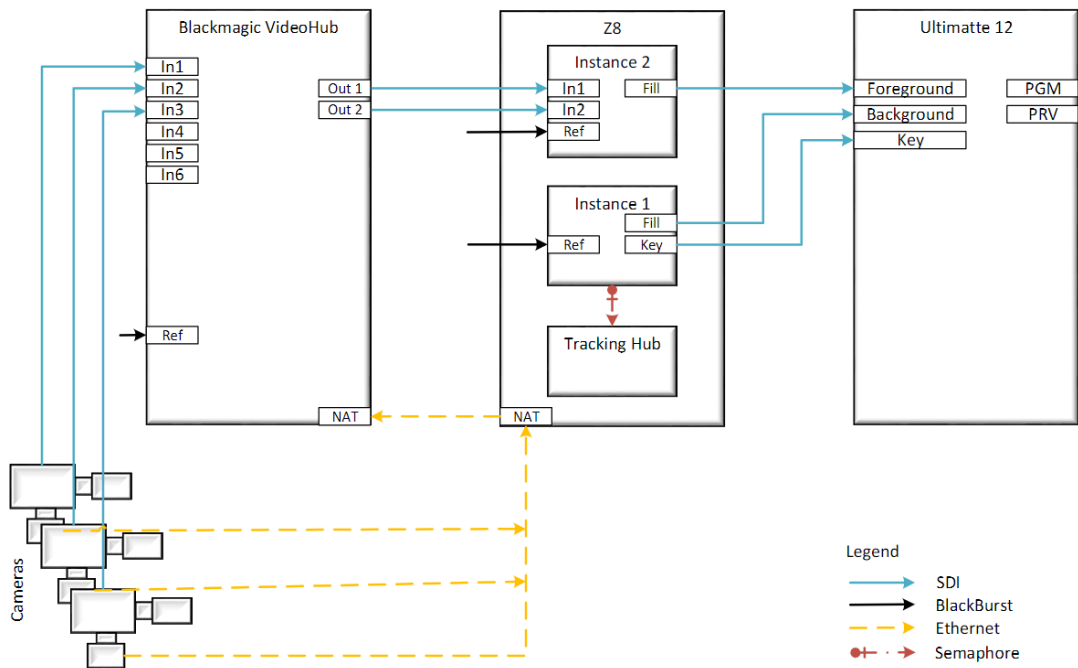 Blackmagic VideoHub
In1
In2
In3
In4
In5
In6
Out 1
Out 2
Ref
NAT
Z8
Instance 2
In1
In2
Ref
Fill
Instance 1
Fill
Ref
Key
Tracking Hub
NAT
Ultimatte 12
Foreground
Background
Key
PGM
PRV
Cameras
Legend
SDI
BlackBurst
Ethernet
Semaphore